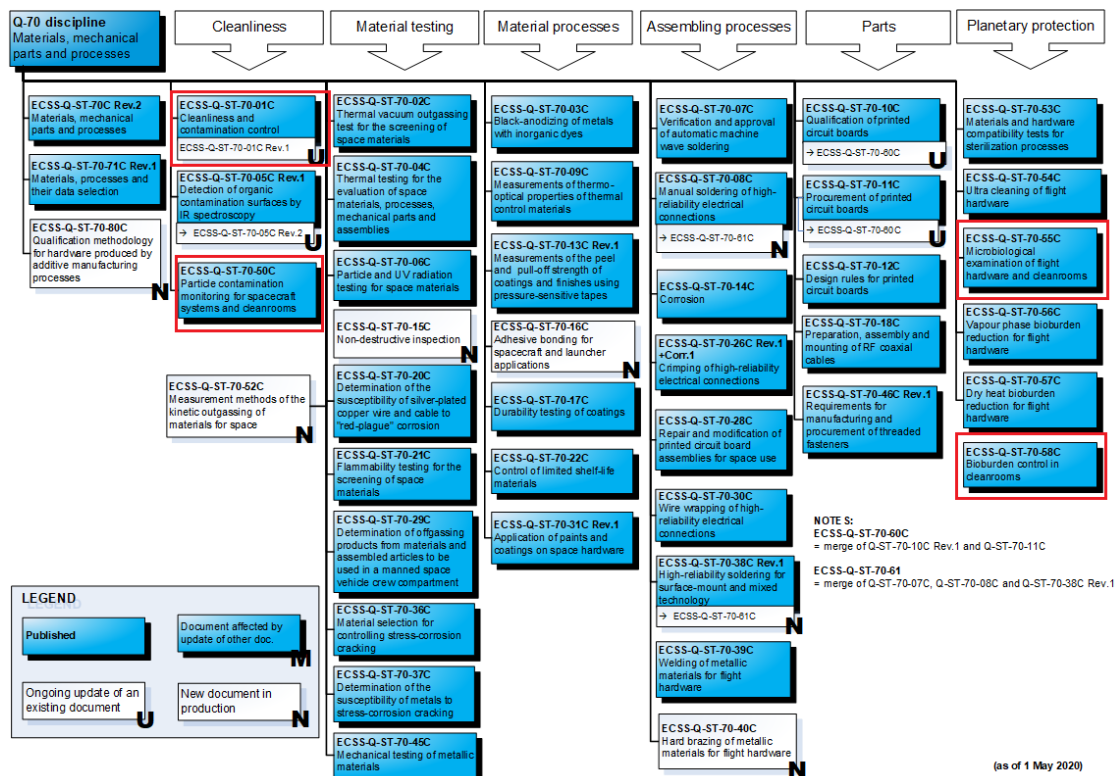 Q-70 discipline
Materials, mechanical
parts and processes
Cleanliness
Material testing
Material processes
Assembling processes
Parts
Planetary protection
ECSS-Q-ST-70C Rev.2
Materials, mechanical
parts and processes
ECSS-Q-ST-70-71C Rev.1
Materials, processes and
their data selection
ECSS-Q-ST-70-80C
Qualification methodology
for hardware produced by
additive manufacturing
processes
N
ECSS-Q-ST-70-01C
Cleanliness and
contamination control
ECSS-Q-ST-70-01C Rev.1
U
ECSS-Q-ST-70-05C Rev.1
Detection of organic
contamination surfaces by
IR spectroscopy
→ ECSS-Q-ST-70-05C Rev.2
U
ECSS-Q-ST-70-50C
Particle contamination
monitoring for spacecraft
systems and cleanrooms
ECSS-Q-ST-70-52C
Measurement methods of the
kinetic outgassing of
materials for space
N
ECSS-Q-ST-70-02C
Thermal vacuum outgassing
test for the screening of
space materials
ECSS-Q-ST-70-04C
Thermal testing for the
evaluation of space
materials, processes,
mechanical parts and
assemblies
ECSS-Q-ST-70-06C
Particle and UV radiation
testing for space materials
ECSS-Q-ST-70-15C
Non-destructive inspection
N
ECSS-Q-ST-70-20C
Determination of the
susceptibility of silver-plated
copper wire and cable to
"red-plague" corrosion
ECSS-Q-ST-70-21C
Flammability testing for the
screening of space
materials
ECSS-Q-ST-70-29C
Determination of offgassing
products from materials and
assembled articles to be
used in a manned space
vehicle crew compartment
ECSS-Q-ST-70-36C
Material selection for
controlling stress-corrosion
cracking
ECSS-Q-ST-70-37C
Determination of the
susceptibility of metals to
stress-corrosion cracking
ECSS-Q-ST-70-45C
Mechanical testing of metallic
materials
ECSS-Q-ST-70-03C
Black-anodizing of metals
with inorganic dyes
ECSS-Q-ST-70-09C
Measurements of thermo-
optical properties of thermal
control materials
ECSS-Q-ST-70-13C Rev.1
Measurements of the peel
and pull-off strength of
coatings and finishes using
pressure-sensitive tapes
ECSS-Q-ST-70-16C
Adhesive bonding for
spacecraft and launcher
applications
N
ECSS-Q-ST-70-17C
Durability testing of coatings
ECSS-Q-ST-70-22C
Control of limited shelf-life
materials
ECSS-Q-ST-70-31C Rev.1
Application of paints and
coatings on space hardware
ECSS-Q-ST-70-07C
Verification and approval
of automatic machine
wave soldering
ECSS-Q-ST-70-08C
Manual soldering of high-
reliability electrical
connections
→ ECSS-Q-ST-70-61C
N
ECSS-Q-ST-70-14C
Corrosion
ECSS-Q-ST-70-26C Rev.1
+Corr.1
Crimping of high-reliability
electrical connections
ECSS-Q-ST-70-28C
Repair and modification of
printed circuit board
assemblies for space use
ECSS-Q-ST-70-30C
Wire wrapping of high-
reliability electrical
connections
ECSS-Q-ST-70-38C Rev.1
High-reliability soldering for
surface-mount and mixed
technology
→ ECSS-Q-ST-70-61C
N
ECSS-Q-ST-70-39C
Welding of metallic
materials for flight
hardware
ECSS-Q-ST-70-40C
Hard brazing of metallic
materials for flight hardware
N
ECSS-Q-ST-70-10C
Qualification of printed
circuit boards
→ ECSS-Q-ST-70-60C
U
ECSS-Q-ST-70-11C
Procurement of printed
circuit boards
→ ECSS-Q-ST-70-60C
U
ECSS-Q-ST-70-12C
Design rules for printed
circuit boards
ECSS-Q-ST-70-18C
Preparation, assembly and
mounting of RF coaxial
cables
ECSS-Q-ST-70-46C Rev.1
Requirements for
manufacturing and
procurement of threaded
fasteners
ECSS-Q-ST-70-53C
Materials and hardware
compatibility tests for
sterilization processes
ECSS-Q-ST-70-54C
Ultra cleaning of flight
hardware
ECSS-Q-ST-70-55C
Microbiological
examination of flight
hardware and cleanrooms
ECSS-Q-ST-70-56C
Vapour phase bioburden
reduction for flight
hardware
ECSS-Q-ST-70-57C
Dry heat bioburden
reduction for flight
hardware
ECSS-Q-ST-70-58C
Bioburden control in
cleanrooms
NOTES:
ECSS-Q-ST-70-60C
= merge of Q-ST-70-10C Rev.1 and Q-ST-70-11C
ECSS-Q-ST-70-61
= merge of Q-ST-70-07C, Q-ST-70-08C and Q-ST-70-38C Rev.1
LEGEND
Published
Document affected by
update of other doc.
M
Ongoing update of an
existing document
U
New document in
production
N
(as of 1 May 2020)